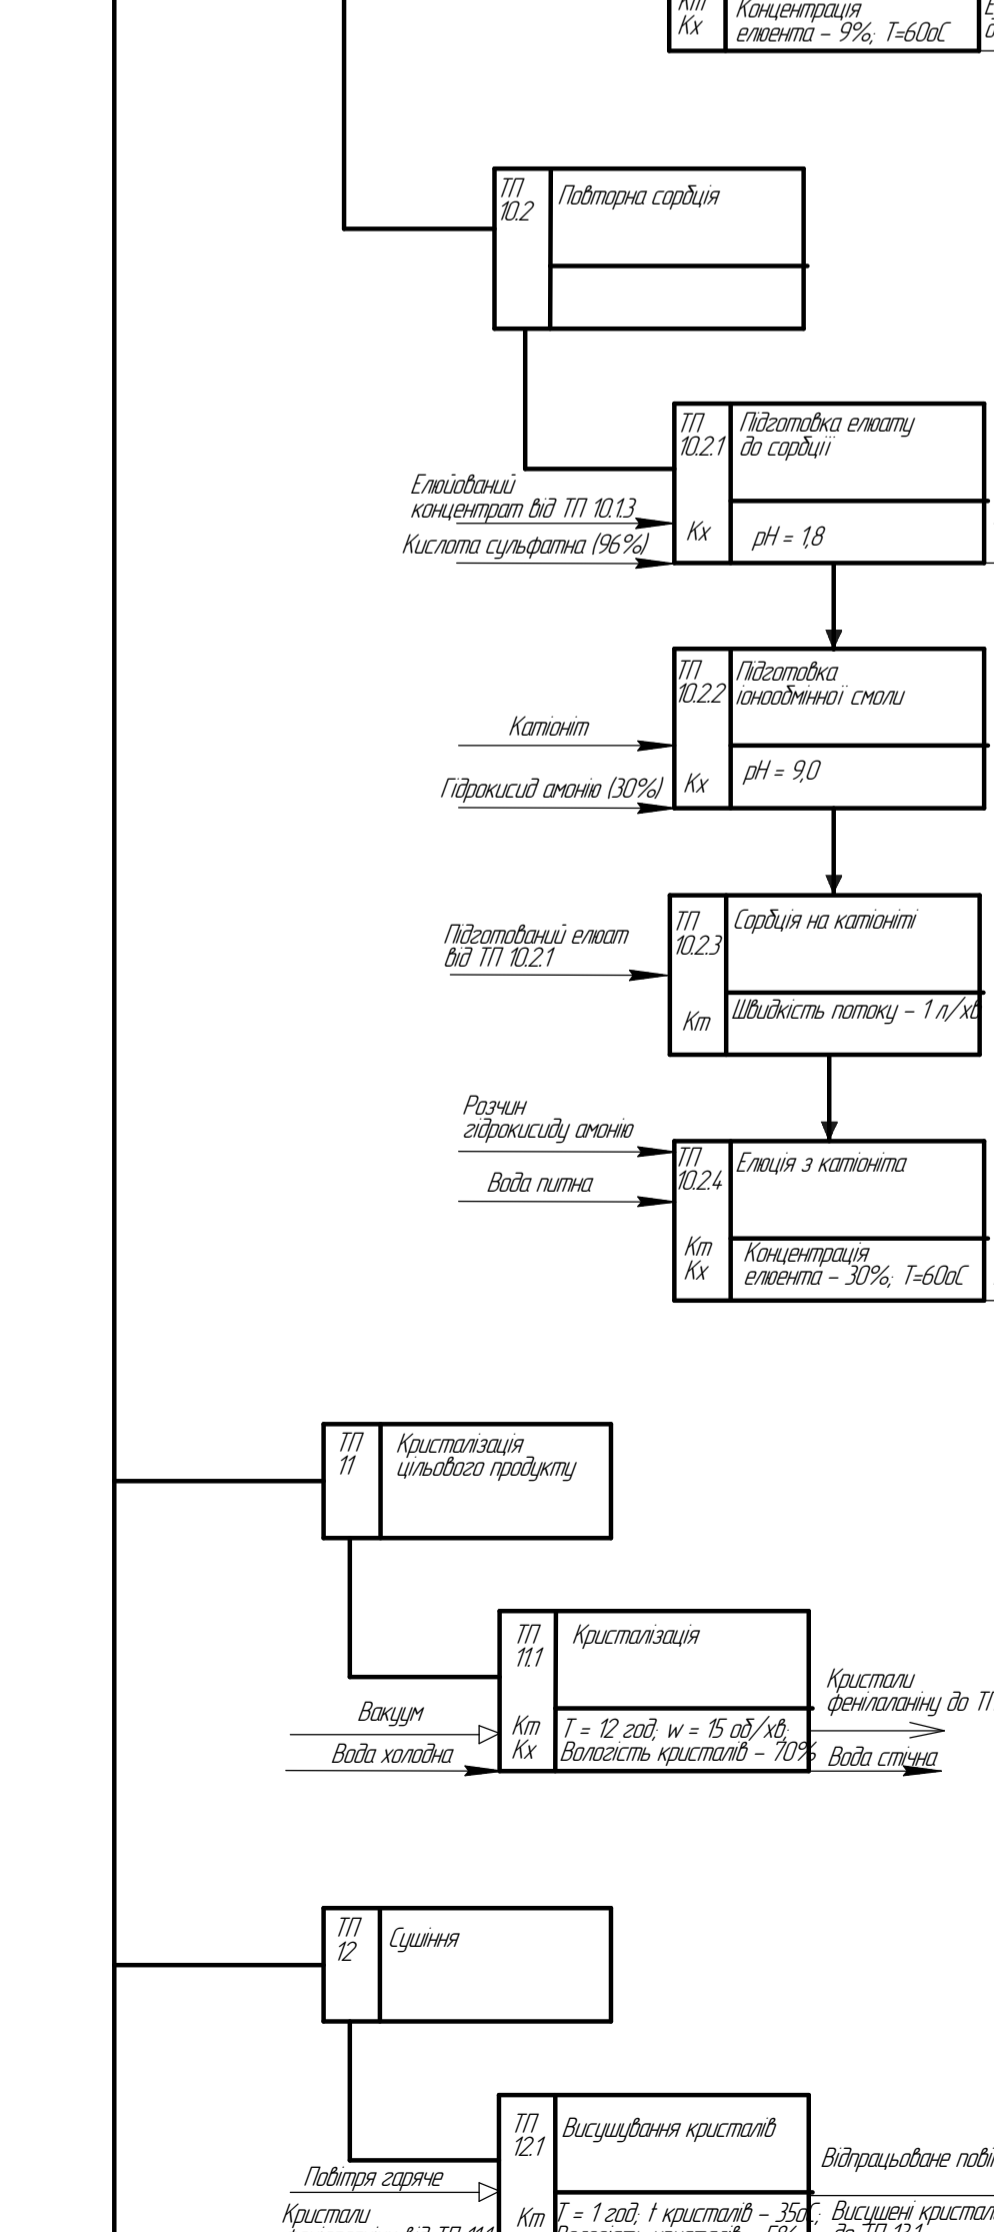 Кт
Кх
Концентрація
елюента – 9%; Т=60оС
ТП
10.2
Повторна сорбція
ТП
10.2.1
Підготовка елюату
до сорбції
Елюйований
концентрат від ТП 10.1.3
Кислота сульфатна (96%)
Кх
рН = 1,8
ТП
10.2.2
Підготовка
іонообмінної смоли
Катіоніт
Гідрокисид амонію (30%)
Кх
рН = 9,0
ТП
10.2.3
Сорбція на катіоніті
Підготований елюат
від ТП 10.2.1
Кт
Швидкість потоку – 1 л/хв
Розчин
гідрокисиду амонію
Вода питна
ТП
10.2.4
Елюція з катіоніта
Кт
Кх
Концентрація
елюента – 30%; Т=60оС
ТП
11
Кристалізація
цільового продукту
ТП
11.1
Кристалізація
Вакуум
Вода холодна
Кт
Кх
Т = 12 год; w = 15 об/хв;
Вологість кристалів – 70%
Кристали
фенілаланіну до ТП
Вода стічна
ТП
12
Сушіння
ТП
12.1
Висушування кристалів
Повітря гаряче
Кристали
Кт
Т = 1 год; t кристалів – 35оС;
Відпрацьоване
Висушені
до ТП 13.1